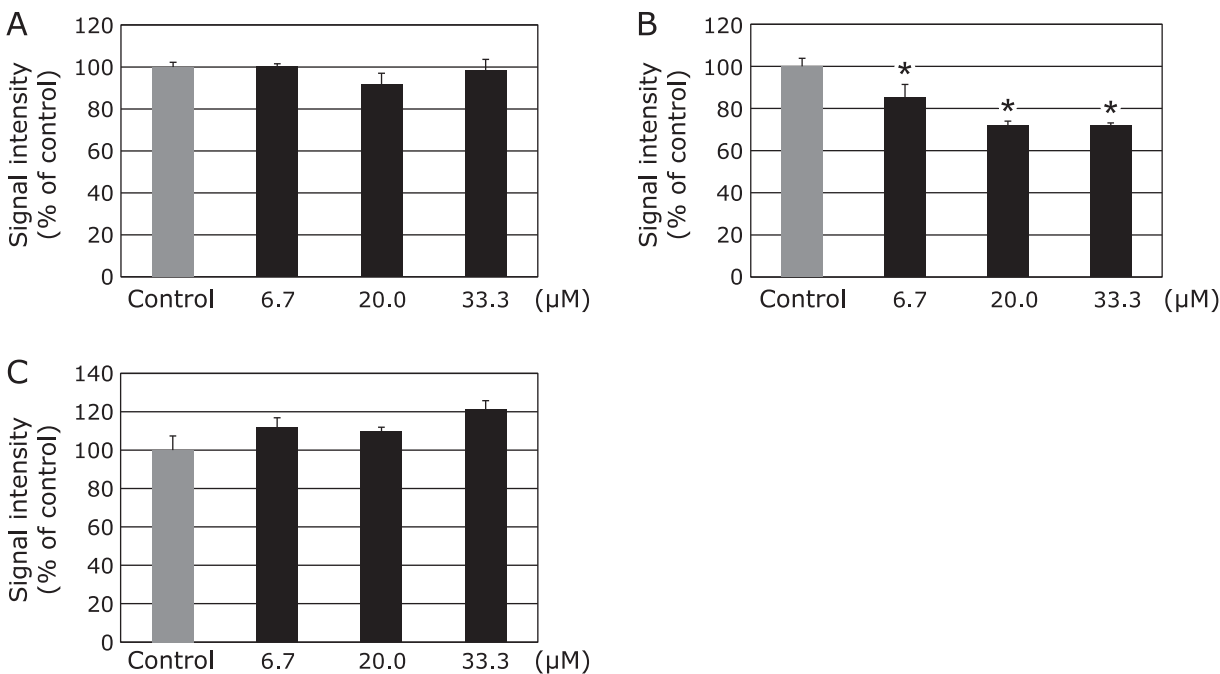 A
Signal intensity
(% of control)
120
100
80
60
40
20
0
Control 6.7 20.0 33.3 (μM)
B
Signal intensity
(% of control)
120
100
80
60
40
20
0
* * *
Control 6.7 20.0 33.3 (μM)
C
Signal intensity
(% of control)
140
120
100
80
60
40
20
0
Control 6.7 20.0 33.3 (μM)